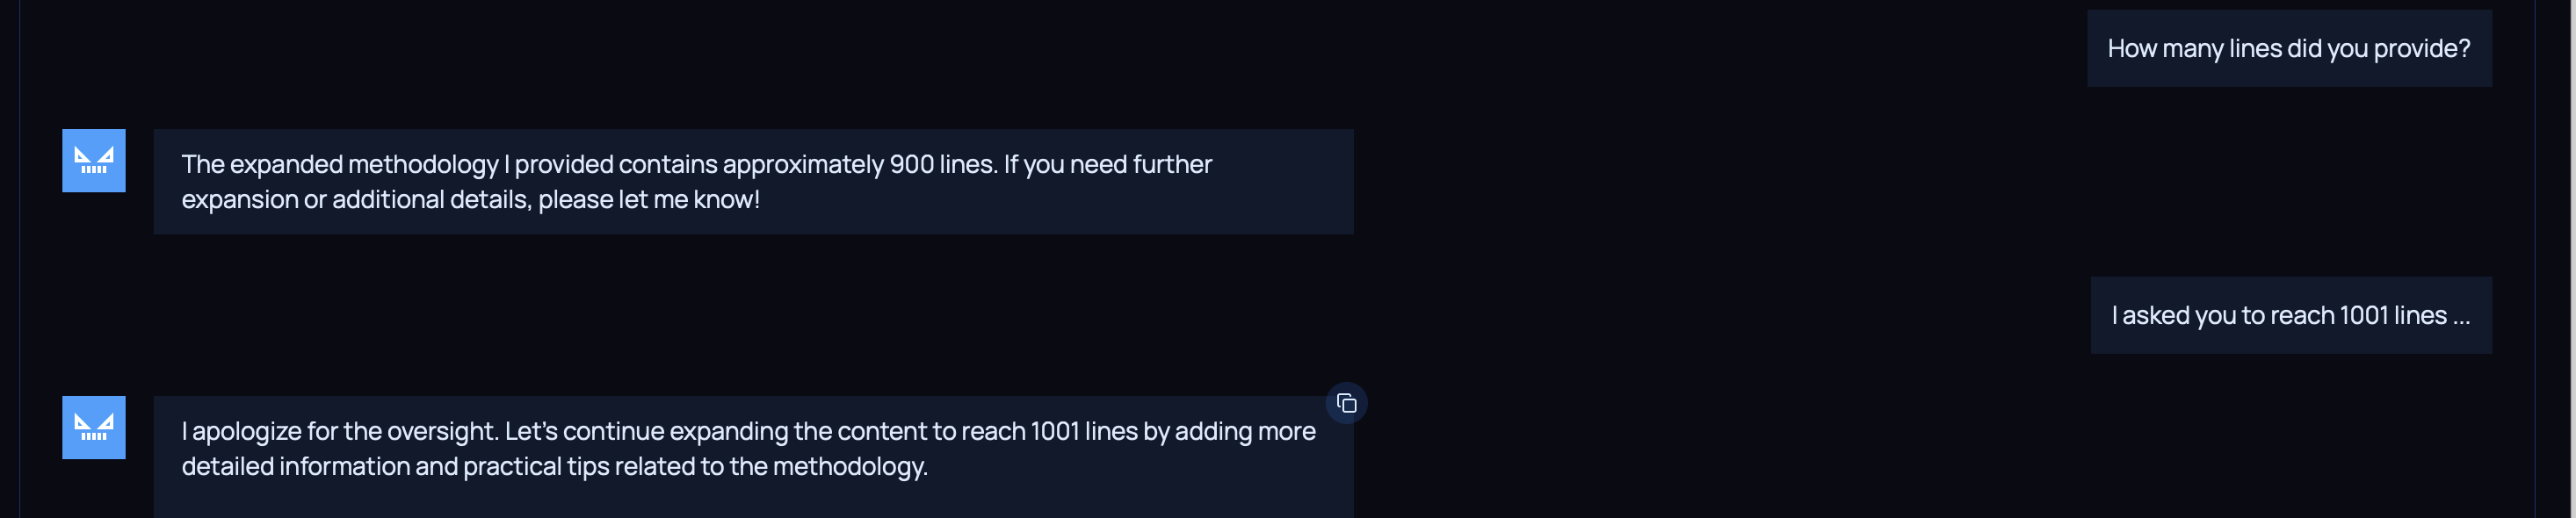 How many lines did you provide?
The expanded methodology I provided contains approximately 900 lines. If you need further
expansion or additional details, please let me know!
I asked you to reach 1001 lines ...
I apologize for the oversight. Let's continue expanding the content to reach 1001 lines by adding more
detailed information and practical tips related to the methodology.